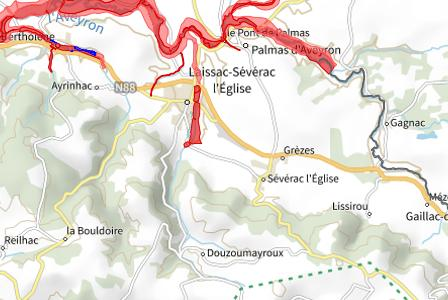 l'Aveyron
Bertholène
le Pont de Palmas
Palmas d'Aveyron
Laissac-Sévérac
l'Église
Ayrinhac
N88
Gagnac
Grèzes
Sévérac l'Église
Lissirou
Gaillac-d
la Bouldoire
Reilhac
Douzoumayroux